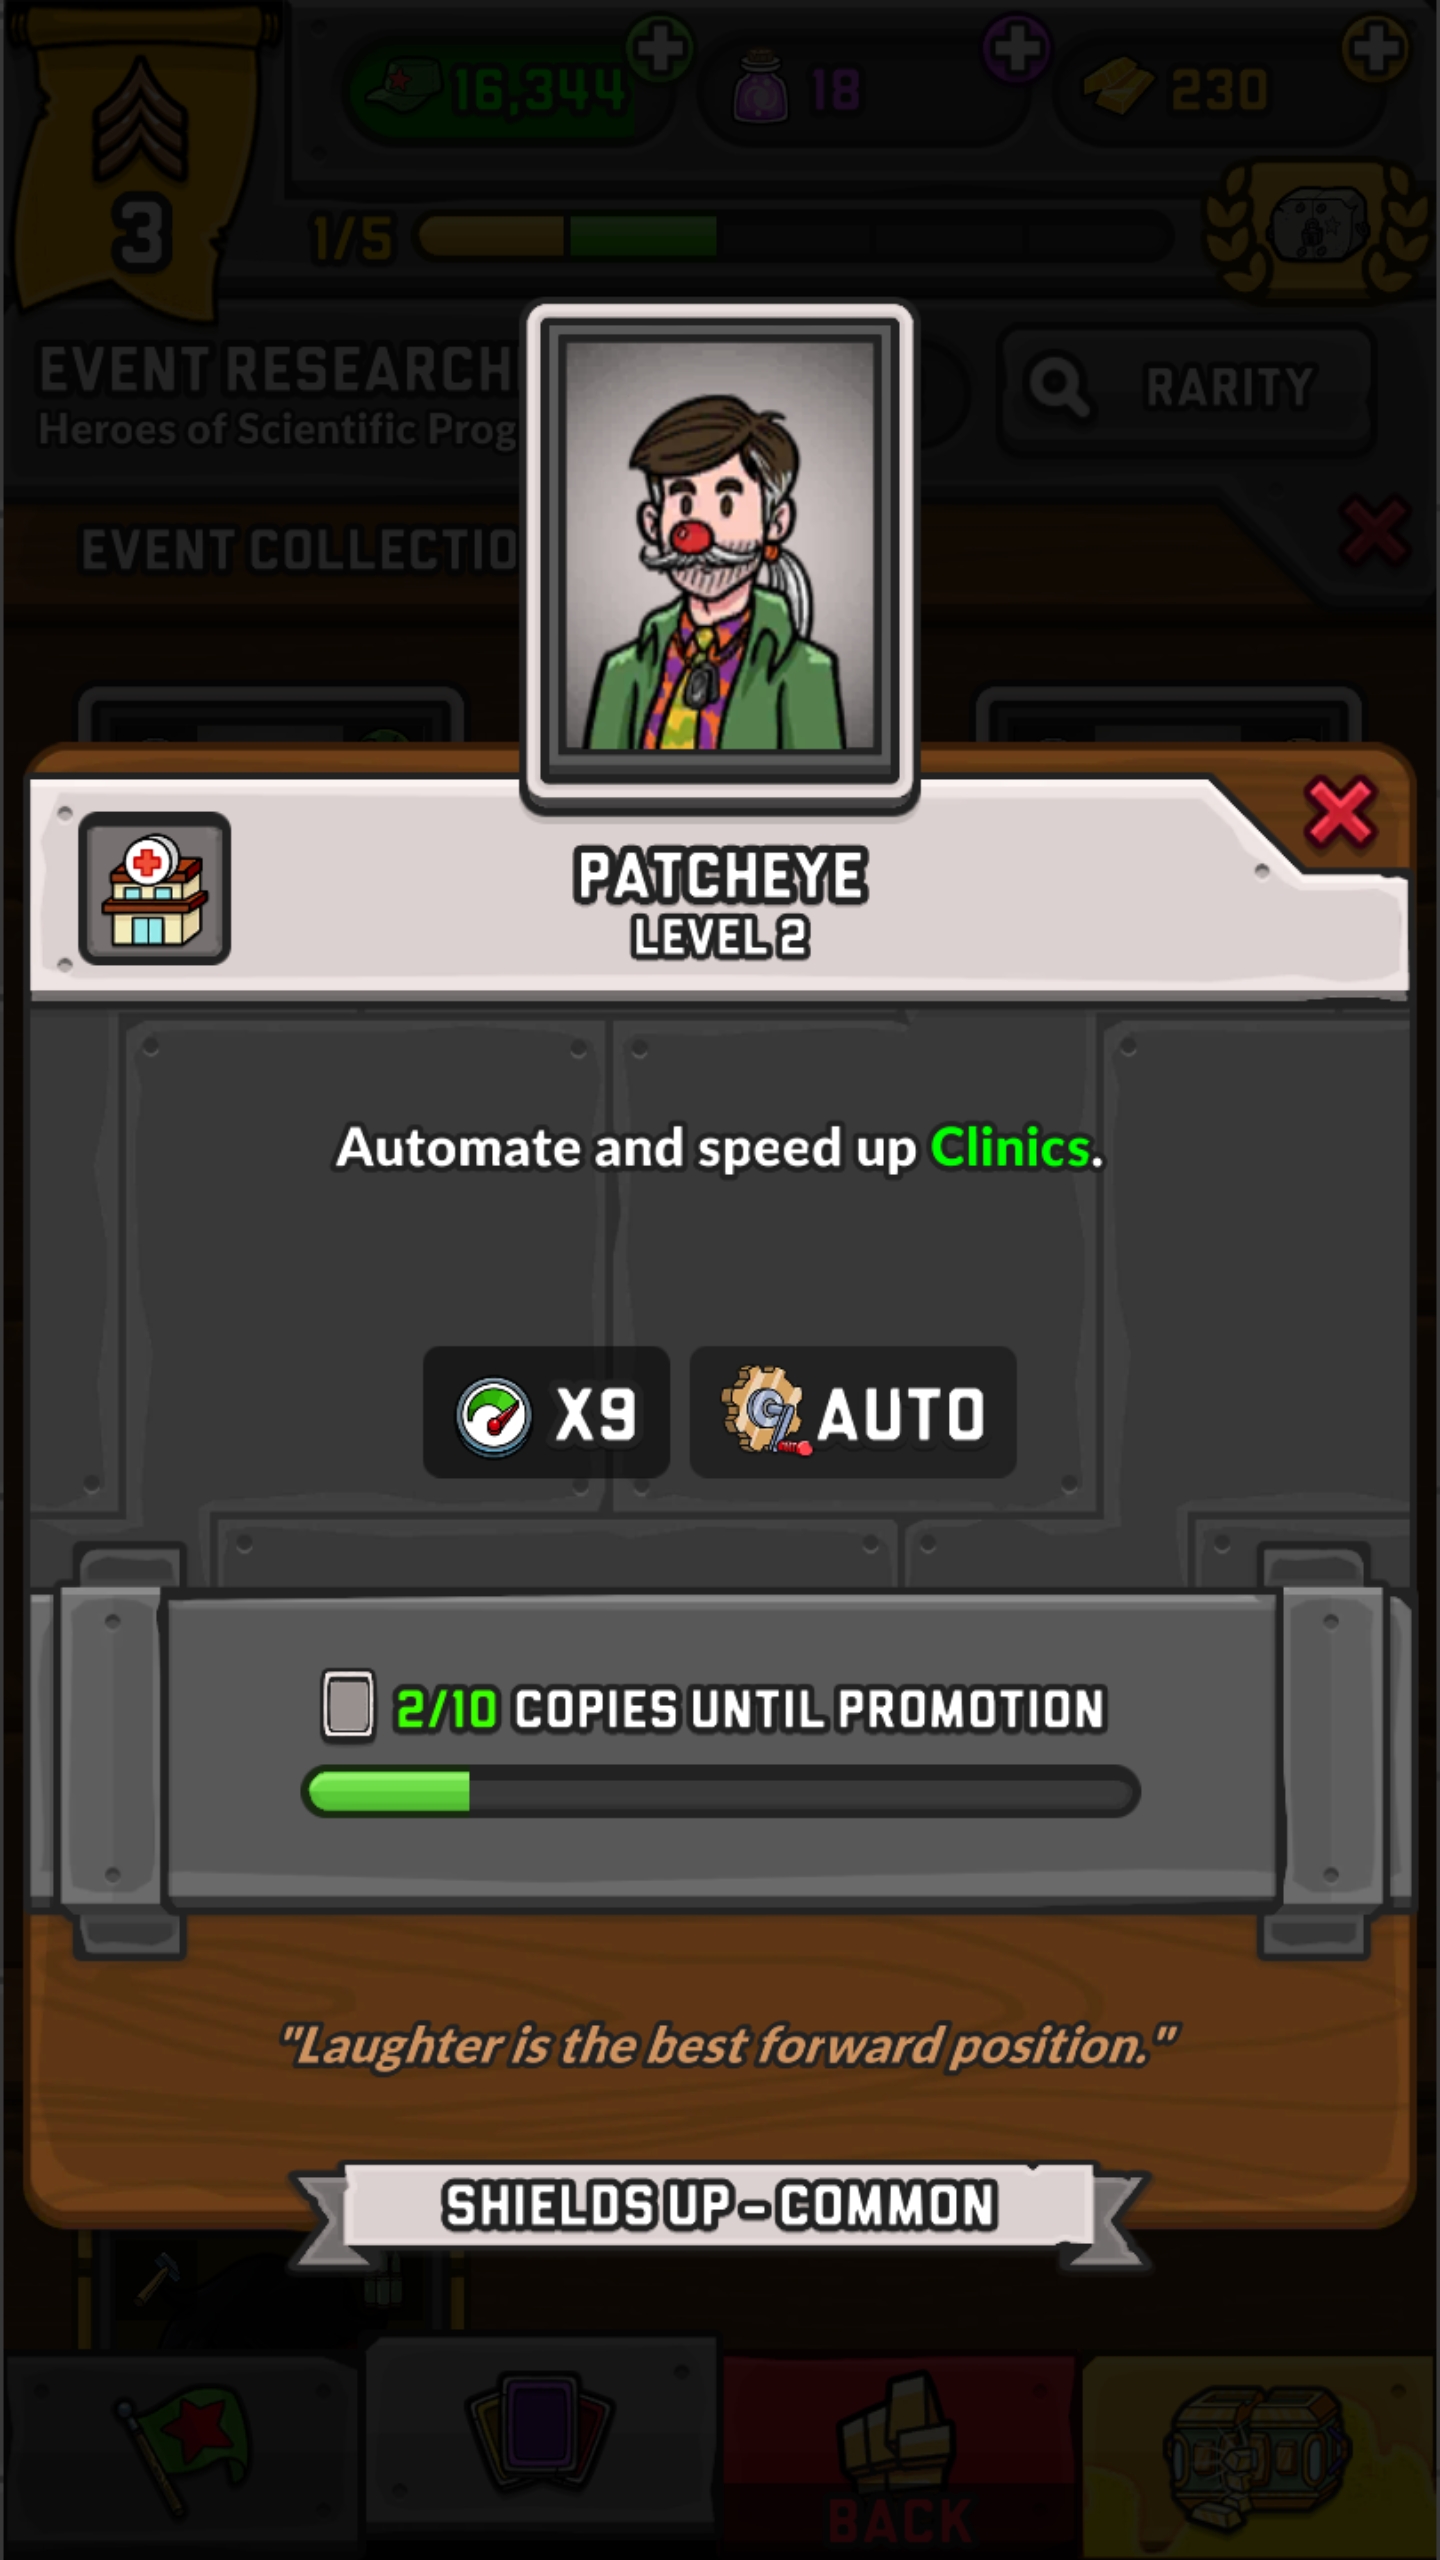 16,344
18
230
3
1/5
EVENT RESEARCH
RARITY
Heroes of Scientific Prog
EVENT COLLECTIO
PATCHEYE
LEVEL 2
Automate and speed up Clinics.
X9
AUTO
2/10 COPIES UNTIL PROMOTION
"Laughter is the best forward position."
SHIELDS UP - COMMON
BACK